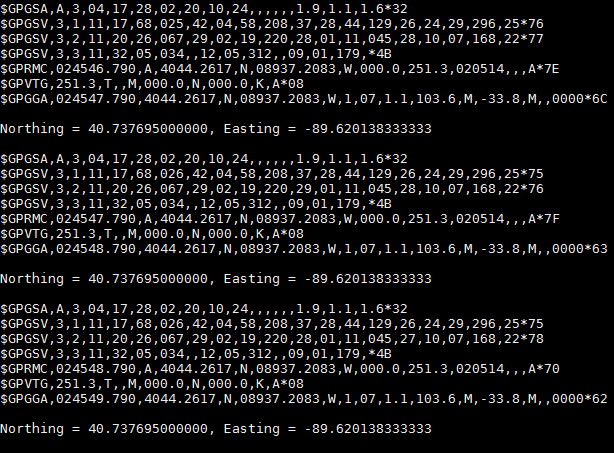 $GPGSA,A,3,04,17,28,02,20,10,24,,,,,,1.9,1.1,1.6*32
$GPGSV,3,1,11,17,68,025,42,04,58,208,37,28,44,129,26,24,29,296,25*76
$GPGSV,3,2,11,20,26,066,29,02,19,220,28,01,11,045,28,10,07,168,22*77
$GPGSV,3,3,11,32,05,034,,12,05,312,,09,01,179,*4B
$GPRMC,024546.790,A,4044.2617,N,08937.2083,W,000.0,251.3,020514,,,A*7E
$GPVTG,251.3,T,,M,000.0,N,000.0,K,A*08
$GPGGA,024547.790,4044.2617,N,08937.2083,W,1,07,1.1,103.6,M,-33.8,M,,0000*6C
Northing = 40.737695000000, Easting = -89.620138333333
$GPGSA,A,3,04,17,28,02,20,10,24,,,,,,1.9,1.1,1.6*32
$GPGSV,3,1,11,17,68,026,42,04,58,208,37,28,44,129,26,24,29,296,25*75
$GPGSV,3,2,11,20,26,067,29,02,19,220,29,01,11,045,28,10,07,168,22*76
$GPGSV,3,3,11,32,05,034,,12,05,312,,09,01,179,*4B
$GPRMC,024547.790,A,4044.2617,N,08937.2083,W,000.0,251.3,020514,,,A*7F
$GPVTG,251.3,T,,M,000.0,N,000.0,K,A*08
$GPGGA,024548.790,4044.2617,N,08937.2083,W,1,07,1.1,103.6,M,-33.8,M,,0000*63
Northing = 40.737695000000, Easting = -89.620138333333
$GPGSA,A,3,04,17,28,02,20,10,24,,,,,,1.9,1.1,1.6*32
$GPGSV,3,1,11,17,68,026,42,04,58,208,37,28,44,129,26,24,29,296,25*75
$GPGSV,3,2,11,20,26,067,29,02,19,220,28,01,11,045,27,10,07,168,22*78
$GPGSV,3,3,11,32,05,034,,12,05,312,,09,01,179,*4B
$GPRMC,024548.790,A,4044.2617,N,08937.2083,W,000.0,251.3,020514,,,A*70
$GPVTG,251.3,T,,M,000.0,N,000.0,K,A*08
$GPGGA,024549.790,4044.2617,N,08937.2083,W,1,07,1.1,103.6,M,-33.8,M,,0000*62
Northing = 40.737695000000, Easting = -89.620138333333